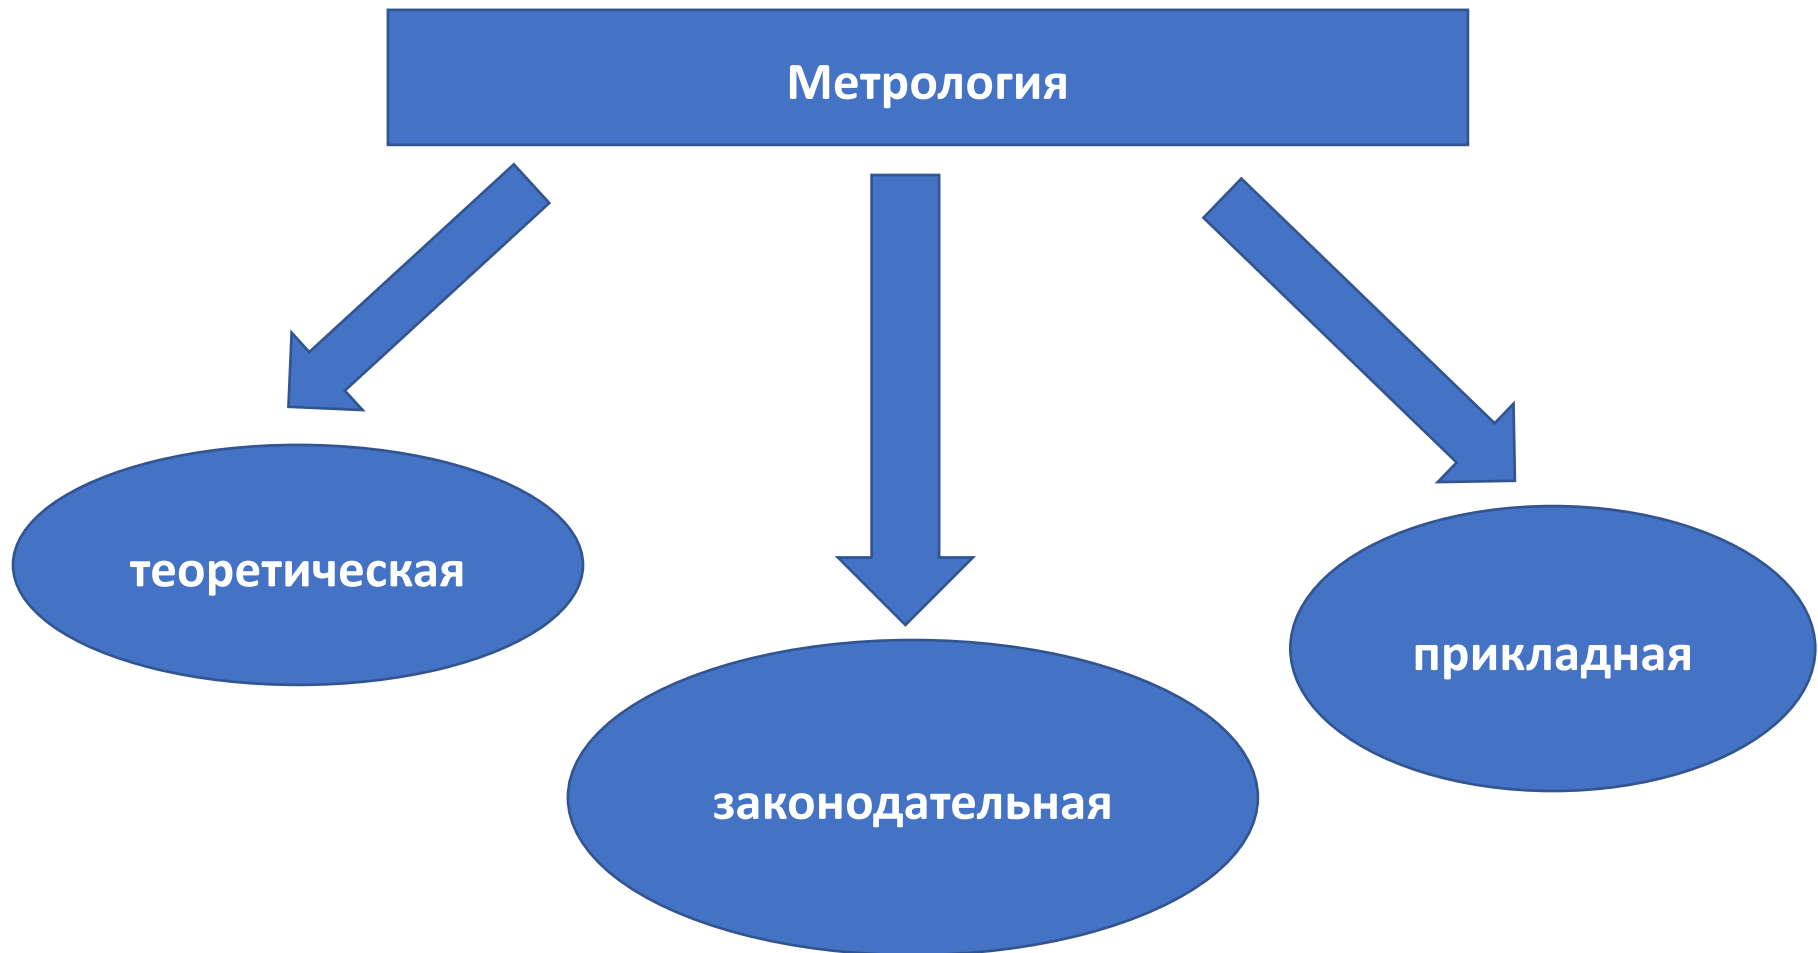 Метрология
теоретическая
прикладная
законодательная